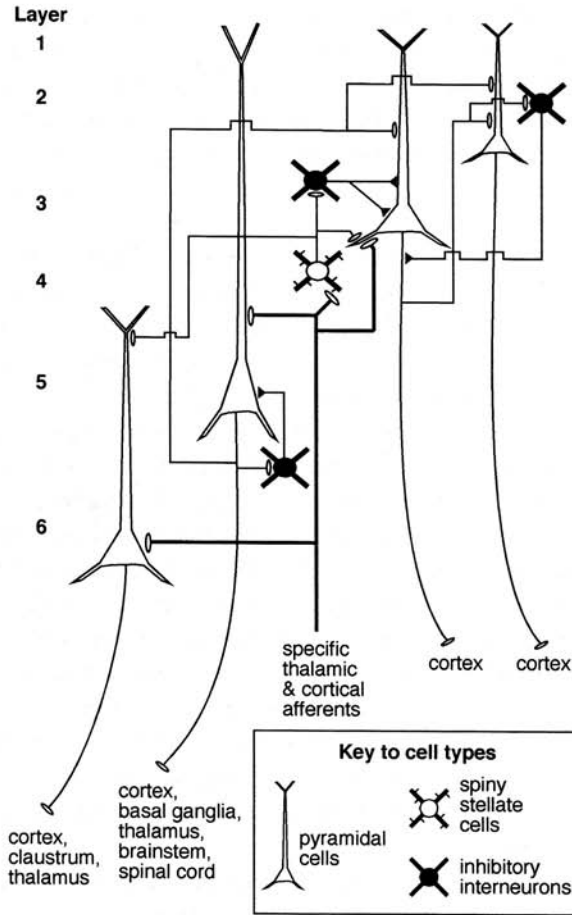 Layer
1
2
3
4
5
6
specific
thalamic
& cortical
afferents
cortex
cortex
cortex,
claustrum,
thalamus
cortex,
basal ganglia,
thalamus,
brainstem,
spinal cord
Key to cell types
pyramidal
cells
spiny
stellate
cells
inhibitory
interneurons